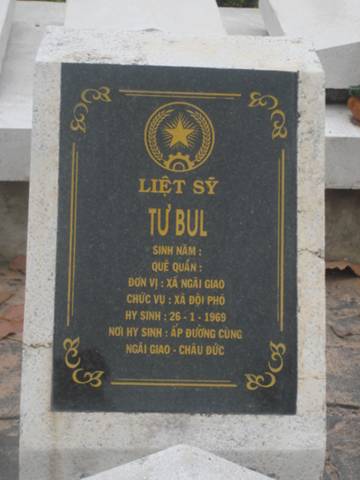 LIỆT SỸ
TƯ BUL
SINH NĂM :
QUÊ QUÁN :
ĐƠN VỊ : XÃ NGÃI GIAO
CHỨC VỤ : XÃ ĐỘI PHÓ
HY SINH : 26 - 1 - 1969
NƠI HY SINH : ẤP ĐƯỜNG CÙNG
NGÃI GIAO - CHÂU ĐỨC